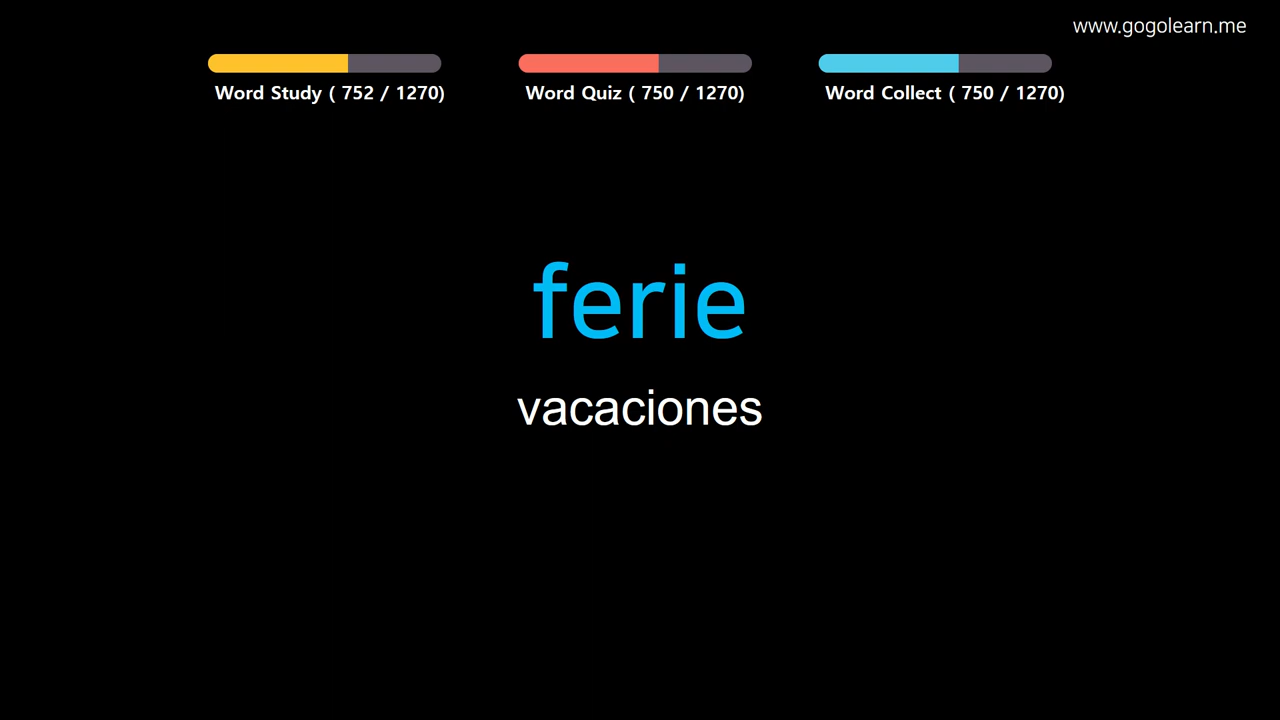 www.gogolearn.me
Word Study ( 752 / 1270)
Word Quiz ( 750 / 1270)
Word Collect ( 750 / 1270)
ferie
vacaciones